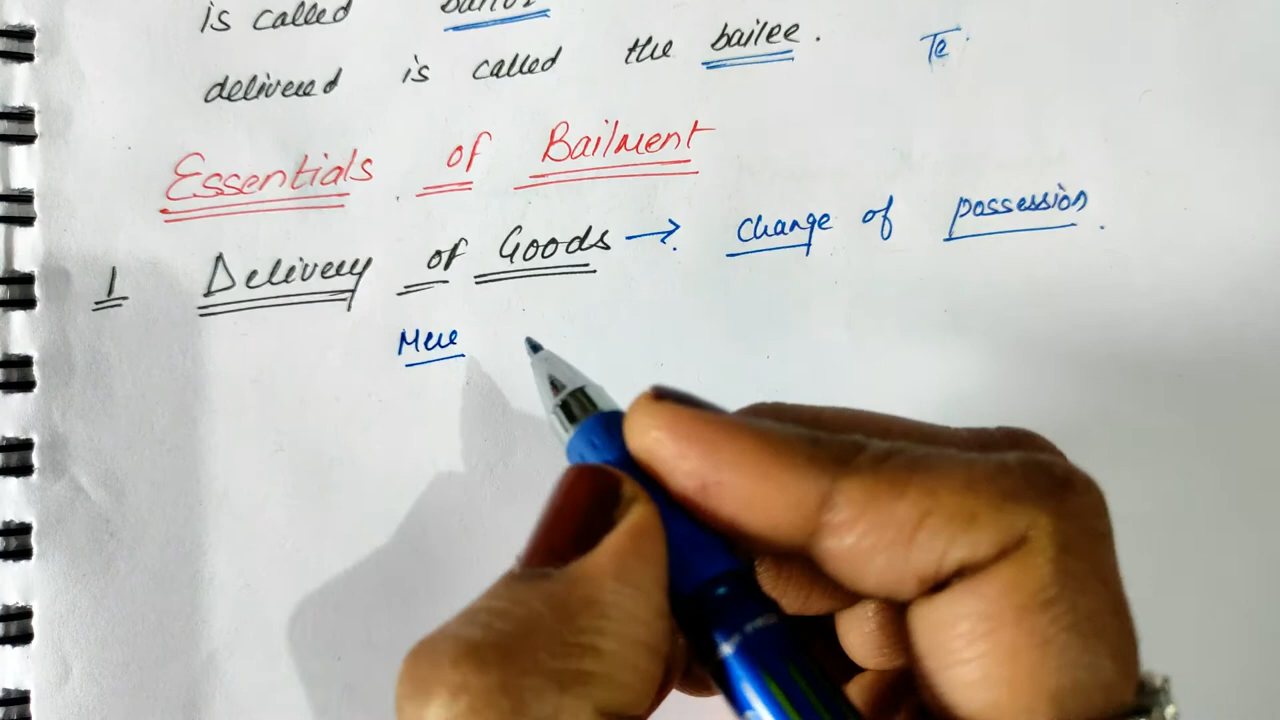 is called bailor
delivered is called the bailee. Te
Essentials of Bailment
1 Delivery of Goods → change of possession.
Mere